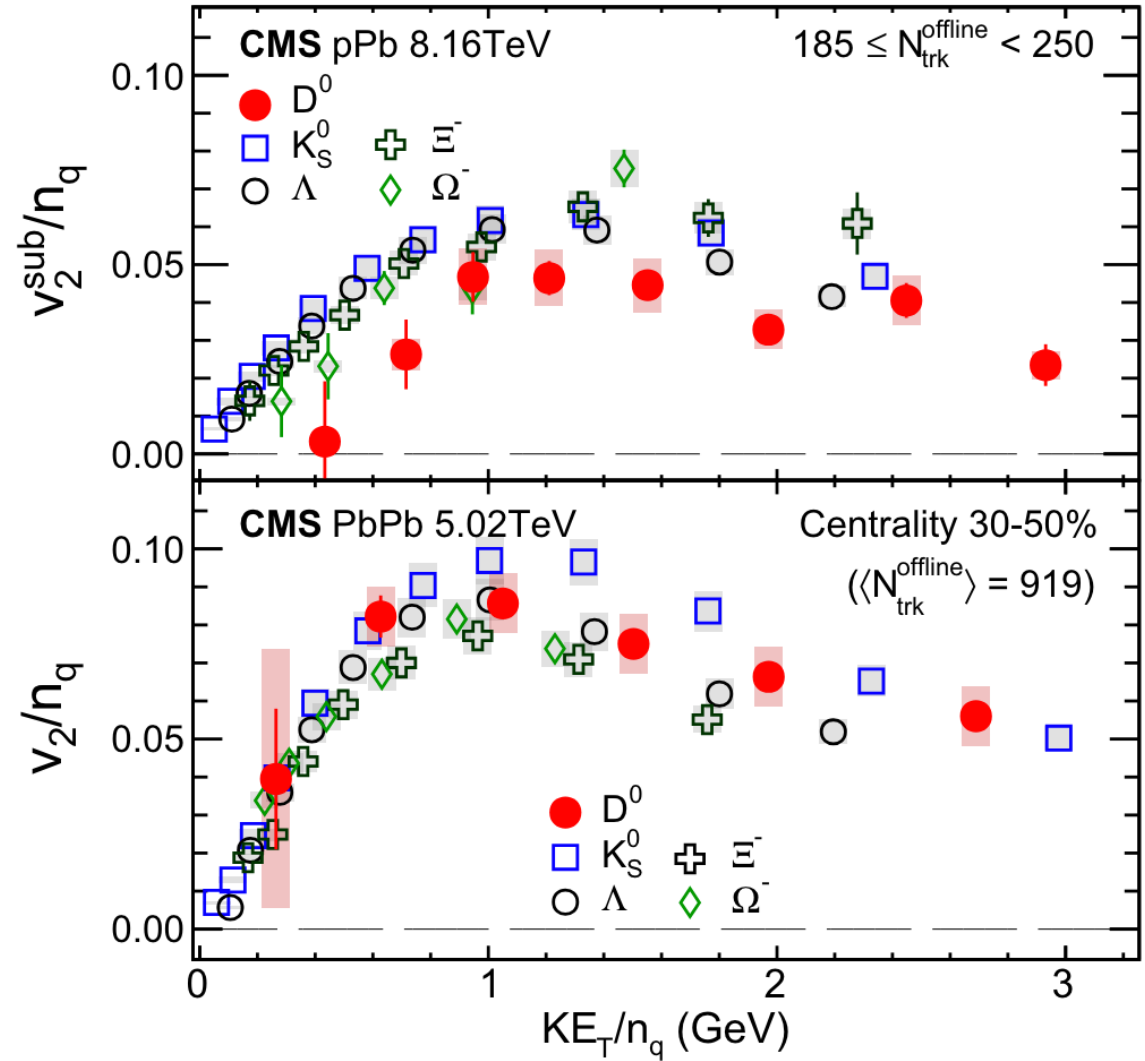 CMS pPb 8.16TeV
185 ≤ N_trk^offline < 250
D⁰
K_S^0
Ξ⁻
Λ
Ω⁻
v_2^sub/n_q
0.10
0.05
0.00
CMS PbPb 5.02TeV
Centrality 30-50%
(⟨N_trk^offline⟩ = 919)
v_2/n_q
0.10
0.05
0.00
D⁰
K_S^0
Ξ⁻
Λ
Ω⁻
0 1 2 3
KE_T/n_q (GeV)